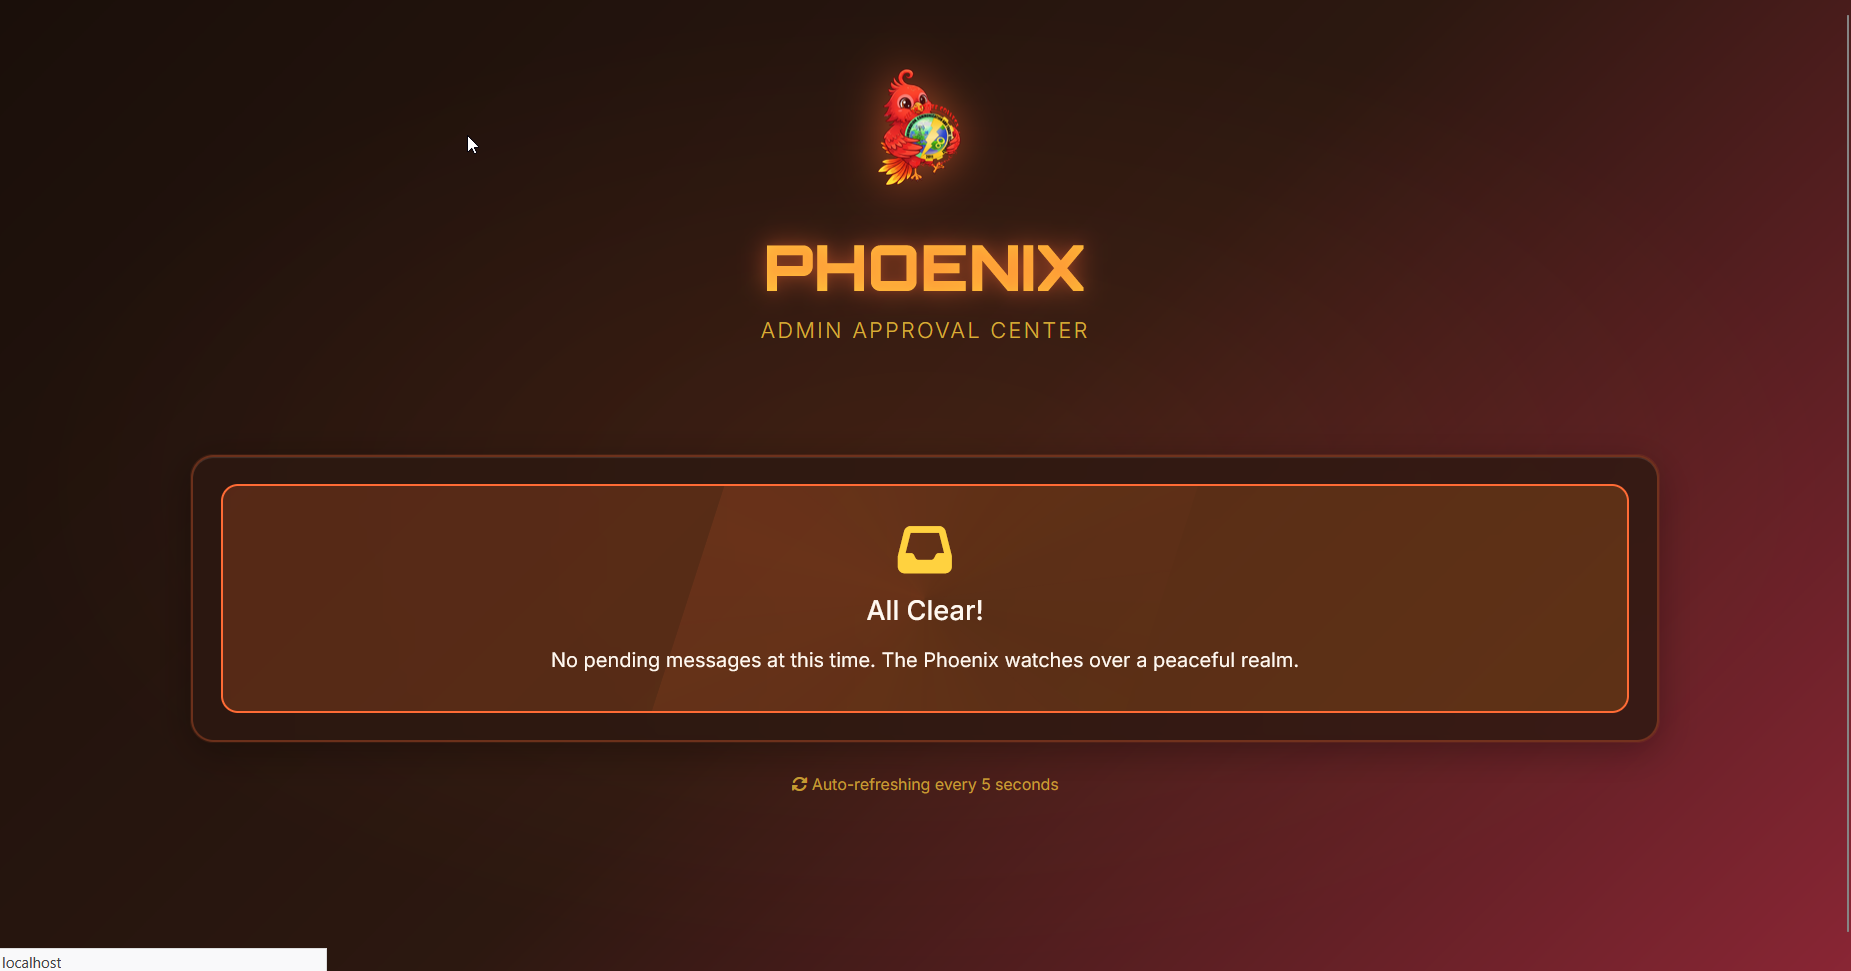 PHOENIX
ADMIN APPROVAL CENTER
All Clear!
No pending messages at this time. The Phoenix watches over a peaceful realm.
Auto-refreshing every 5 seconds
localhost